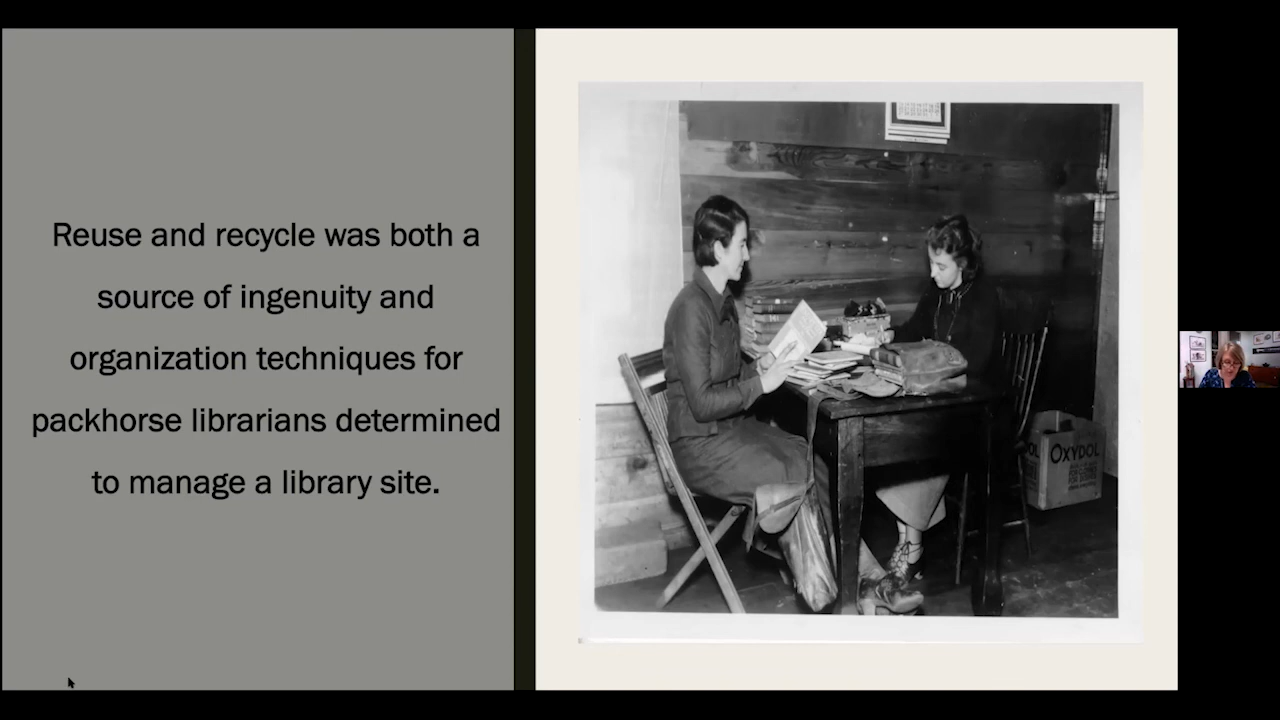 Reuse and recycle was both a
source of ingenuity and
organization techniques for
packhorse librarians determined
to manage a library site.
OXYDOL